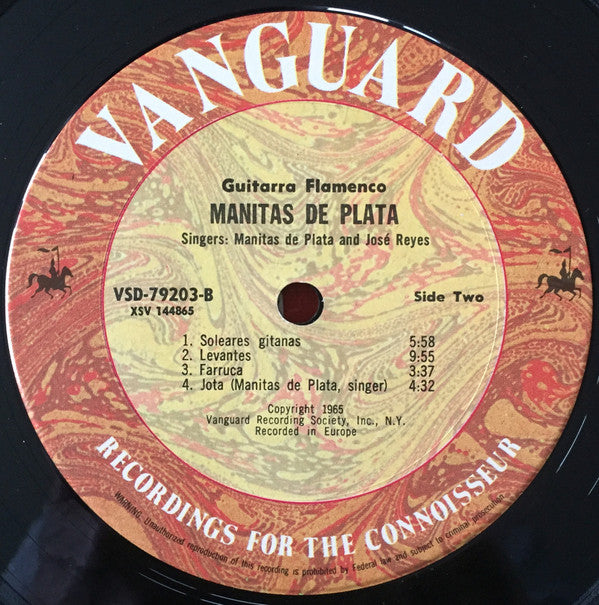 VANGUARD
Guitarra Flamenco
MANITAS DE PLATA
Singers: Manitas de Plata and José Reyes
VSD-79203-B
Side Two
XSV 144865
1. Soleares gitanas 5:58
2. Levantes 9:55
3. Farruca 3:37
4. Jota (Manitas de Plata, singer) 4:32
Copyright 1965
Vanguard Recording Society, Inc., N.Y.
Recorded in Europe
RECORDINGS FOR THE CONNOISSEUR
WARNING. Unauthorized reproduction of this recording is prohibited by Federal law and subject to criminal prosecution